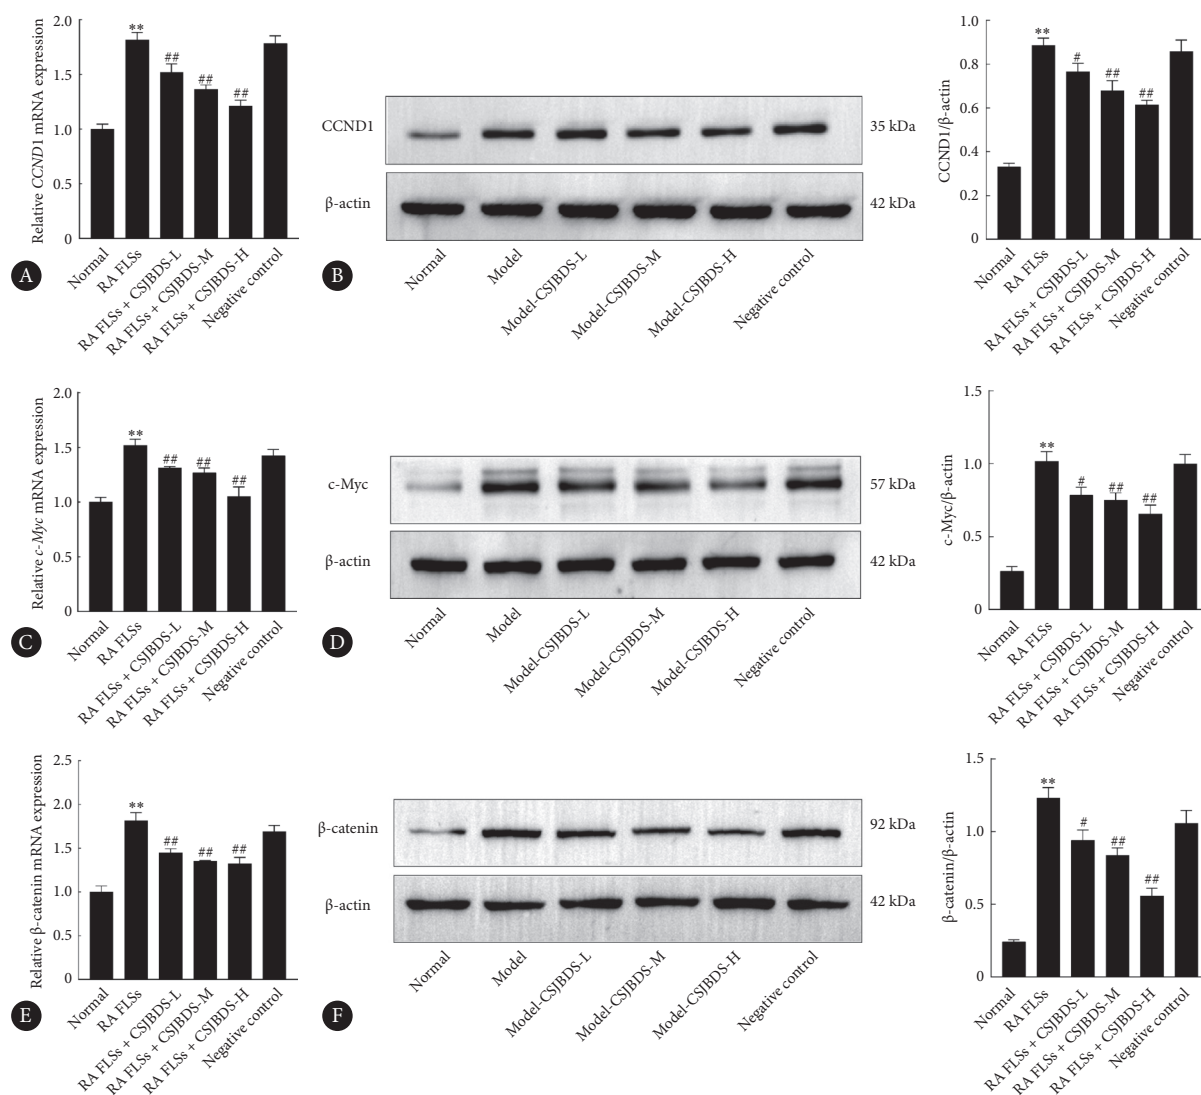 Relative CCND1 mRNA expression
2.0
1.5
1.0
0.5
0
**
##
##
##
Normal
RA FLSs
RA FLSs + CSJBDS-L
RA FLSs + CSJBDS-M
RA FLSs + CSJBDS-H
Negative control
A
CCND1
35 kDa
β-actin
42 kDa
Normal
Model
Model-CSJBDS-L
Model-CSJBDS-M
Model-CSJBDS-H
Negative control
B
CCND1/β-actin
1.0
0.8
0.6
0.4
0.2
0
**
#
##
##
Normal
RA FLSs
RA FLSs + CSJBDS-L
RA FLSs + CSJBDS-M
RA FLSs + CSJBDS-H
Negative control
Relative c-Myc mRNA expression
2.0
1.5
1.0
0.5
0
**
##
##
##
Normal
RA FLSs
RA FLSs + CSJBDS-L
RA FLSs + CSJBDS-M
RA FLSs + CSJBDS-H
Negative control
C
c-Myc
57 kDa
β-actin
42 kDa
Normal
Model
Model-CSJBDS-L
Model-CSJBDS-M
Model-CSJBDS-H
Negative control
D
c-Myc/β-actin
1.5
1.0
0.5
0
**
#
##
##
Normal
RA FLSs
RA FLSs + CSJBDS-L
RA FLSs + CSJBDS-M
RA FLSs + CSJBDS-H
Negative control
Relative β-catenin mRNA expression
2.5
2.0
1.5
1.0
0.5
0
**
##
##
##
Normal
RA FLSs
RA FLSs + CSJBDS-L
RA FLSs + CSJBDS-M
RA FLSs + CSJBDS-H
Negative control
E
β-catenin
92 kDa
β-actin
42 kDa
Normal
Model
Model-CSJBDS-L
Model-CSJBDS-M
Model-CSJBDS-H
Negative control
F
β-catenin/β-actin
1.5
1.0
0.5
0
**
#
##
##
Normal
RA FLSs
RA FLSs + CSJBDS-L
RA FLSs + CSJBDS-M
RA FLSs + CSJBDS-H
Negative control